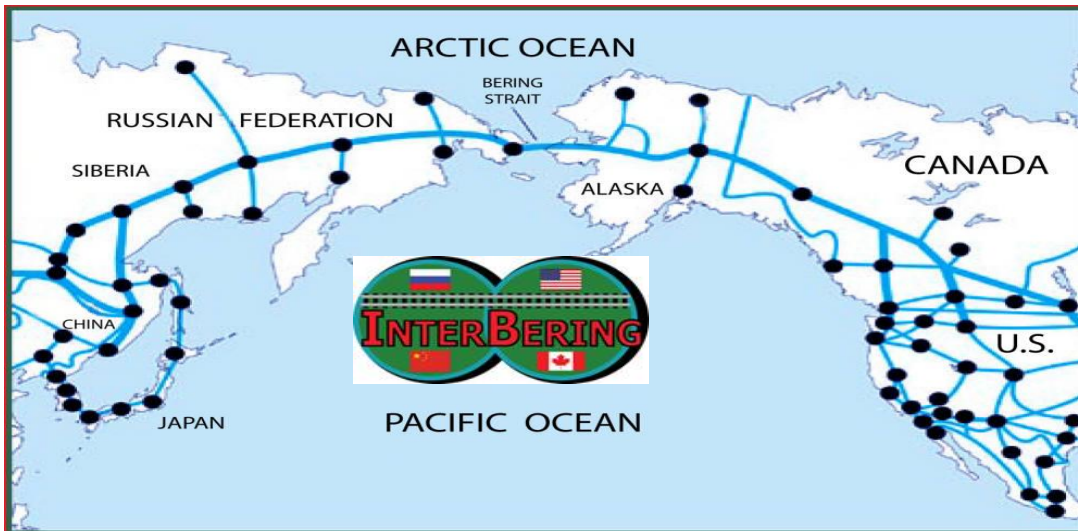 ARCTIC OCEAN
BERING
STRAIT
RUSSIAN FEDERATION
SIBERIA
ALASKA
CANADA
CHINA
INTERBERING
U.S.
JAPAN
PACIFIC OCEAN